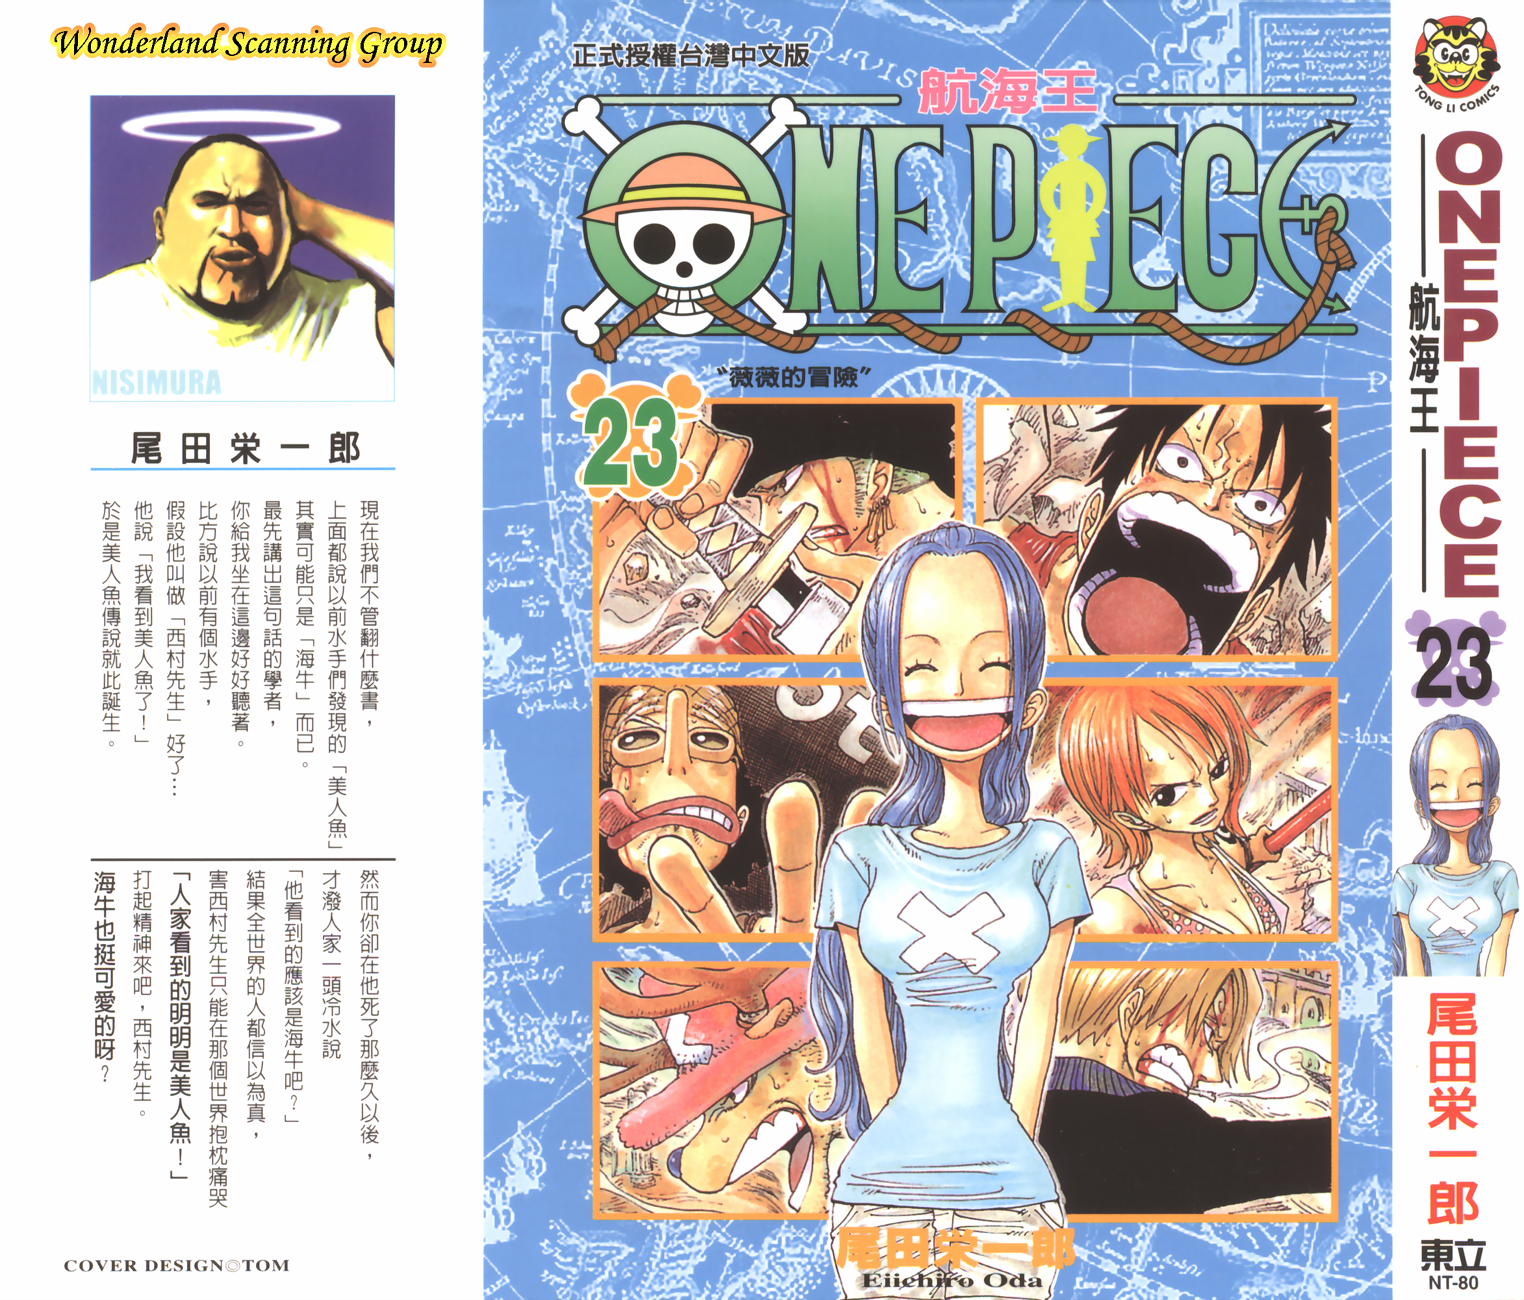 Wonderland Scanning Group
NISIMURA
尾田栄一郎
現在我們不管翻什麼書，
上面都說以前水手們發現的「美人魚」
其實可能只是「海牛」而已。
最先講出這句話的學者，
你給我坐在這邊好好聽著。
比方說以前有個水手，
假設他叫做「西村先生」好了…
他說「我看到美人魚了！」
於是美人魚傳說就此誕生。
然而你卻在他死了那麼久以後，
才潑人家一頭冷水說
「他看到的應該是海牛吧？」
結果全世界的人都信以為真，
害西村先生只能在那個世界抱枕痛哭
「人家看到的明明是美人魚！」
打起精神來吧，西村先生。
海牛也挺可愛的呀？
COVER DESIGN◎TOM
正式授權台灣中文版
航海王
ONE PIECE
"薇薇的冒險"
23
尾田栄一郎
Eiichiro Oda
TONG LI COMICS
ONE PIECE
航海王
23
尾田栄一郎
東立
NT-80